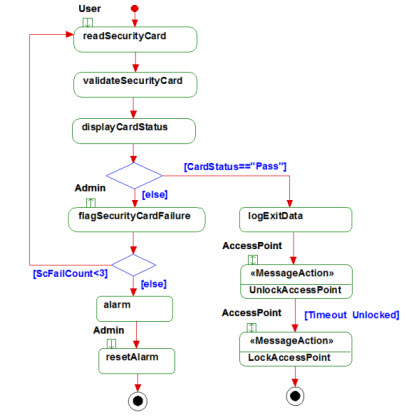 User
readSecurityCard
validateSecurityCard
displayCardStatus
[CardStatus=="Pass"]
[else]
Admin
flagSecurityCardFailure
logExitData
AccessPoint
«MessageAction»
UnlockAccessPoint
[ScFailCount<3]
[else]
alarm
AccessPoint
[Timeout Unlocked]
Admin
«MessageAction»
LockAccessPoint
resetAlarm